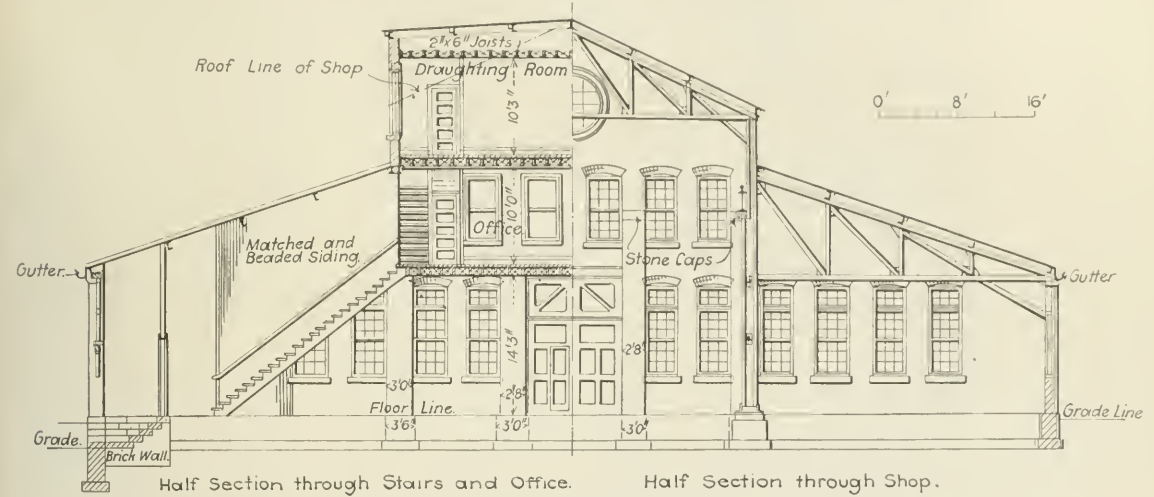 2"x6" Joists
Roof Line of Shop
Draughting Room
10'3"
0' 8' 16'
10'0"
Office
Matched and
Beaded Siding
Stone Caps
Gutter
Gutter
14'3"
2'8"
3'0"
2'8"
Floor Line.
3'6"
3'0"
3'0"
Grade Line
Grade.
Brick Wall.
Half Section through Stairs and Office.
Half Section through Shop.